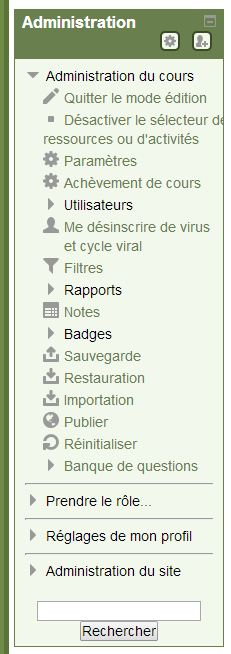 Administration
Administration du cours
Quitter le mode édition
Désactiver le sélecteur de
ressources ou d'activités
Paramètres
Achèvement de cours
Utilisateurs
Me désinscrire de virus
et cycle viral
Filtres
Rapports
Notes
Badges
Sauvegarde
Restauration
Importation
Publier
Réinitialiser
Banque de questions
Prendre le rôle...
Réglages de mon profil
Administration du site
Rechercher